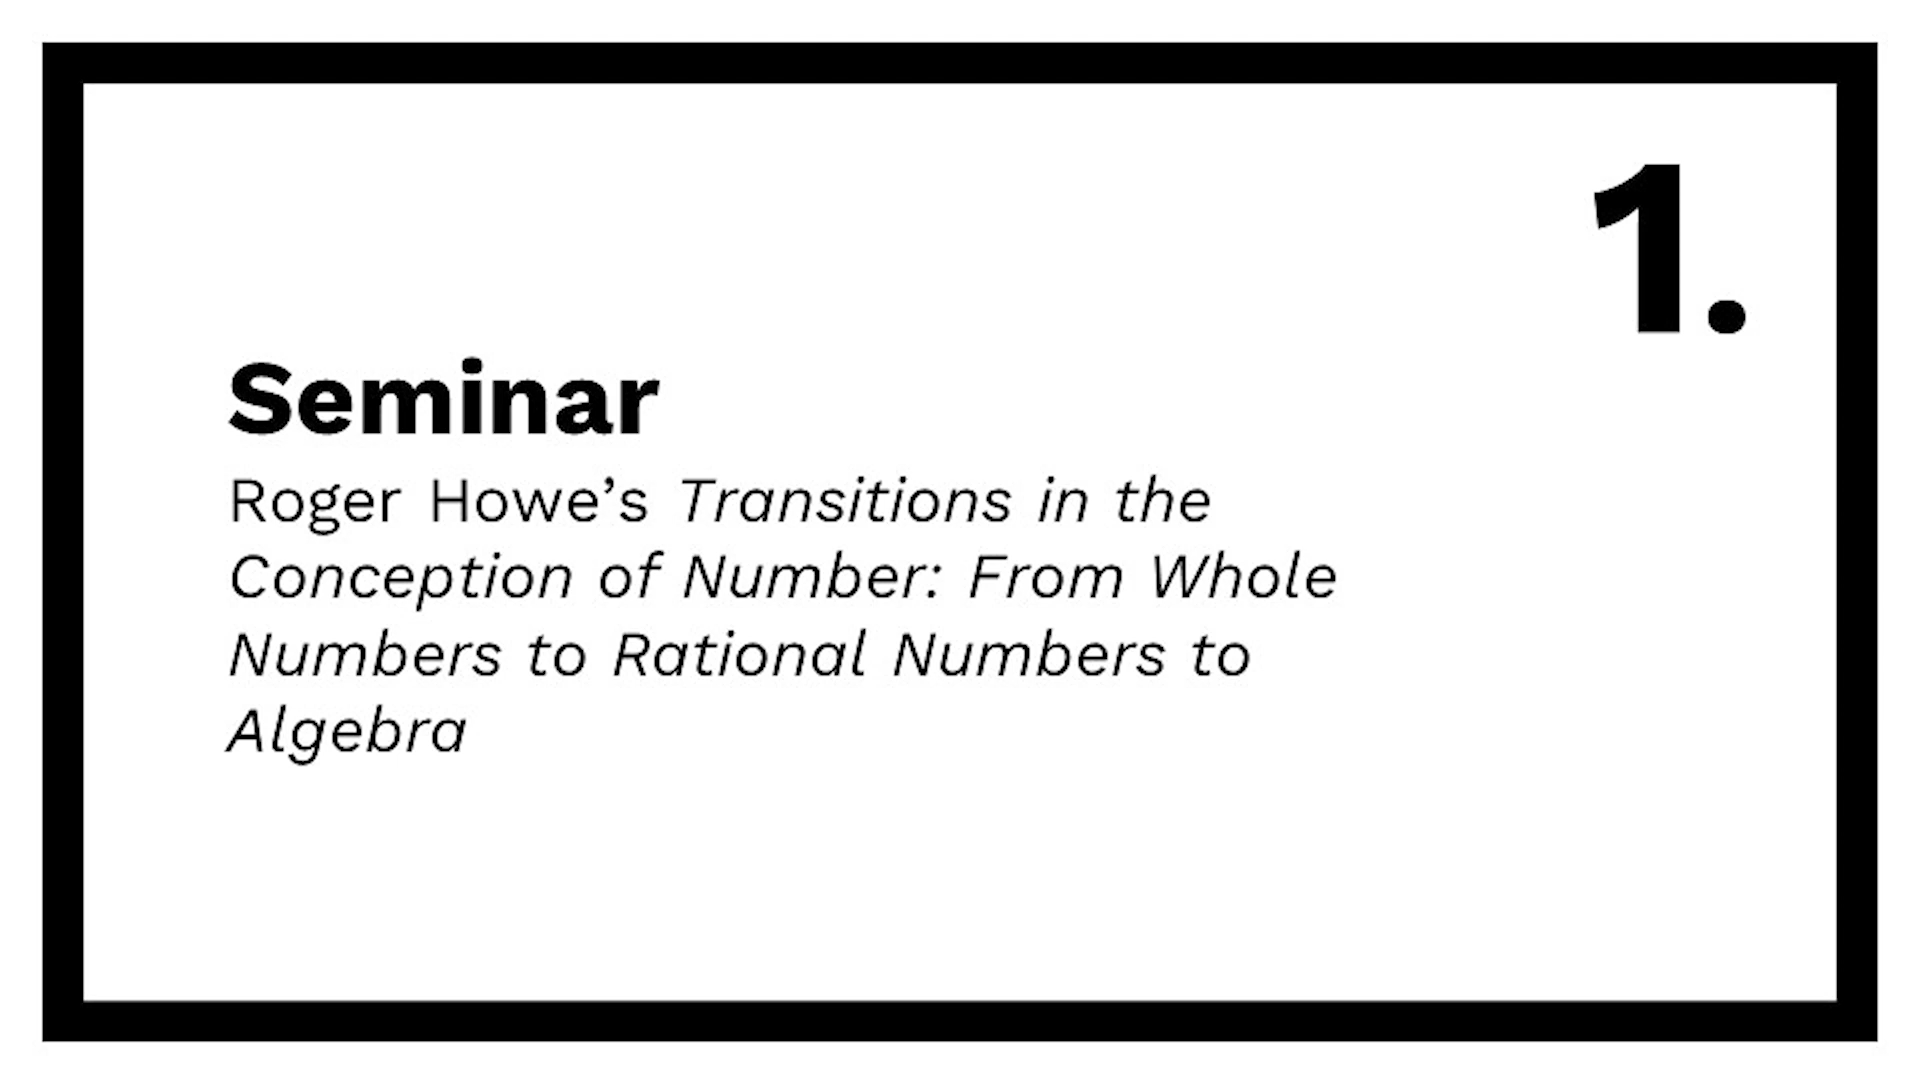 1.
Seminar
Roger Howe’s Transitions in the
Conception of Number: From Whole
Numbers to Rational Numbers to
Algebra